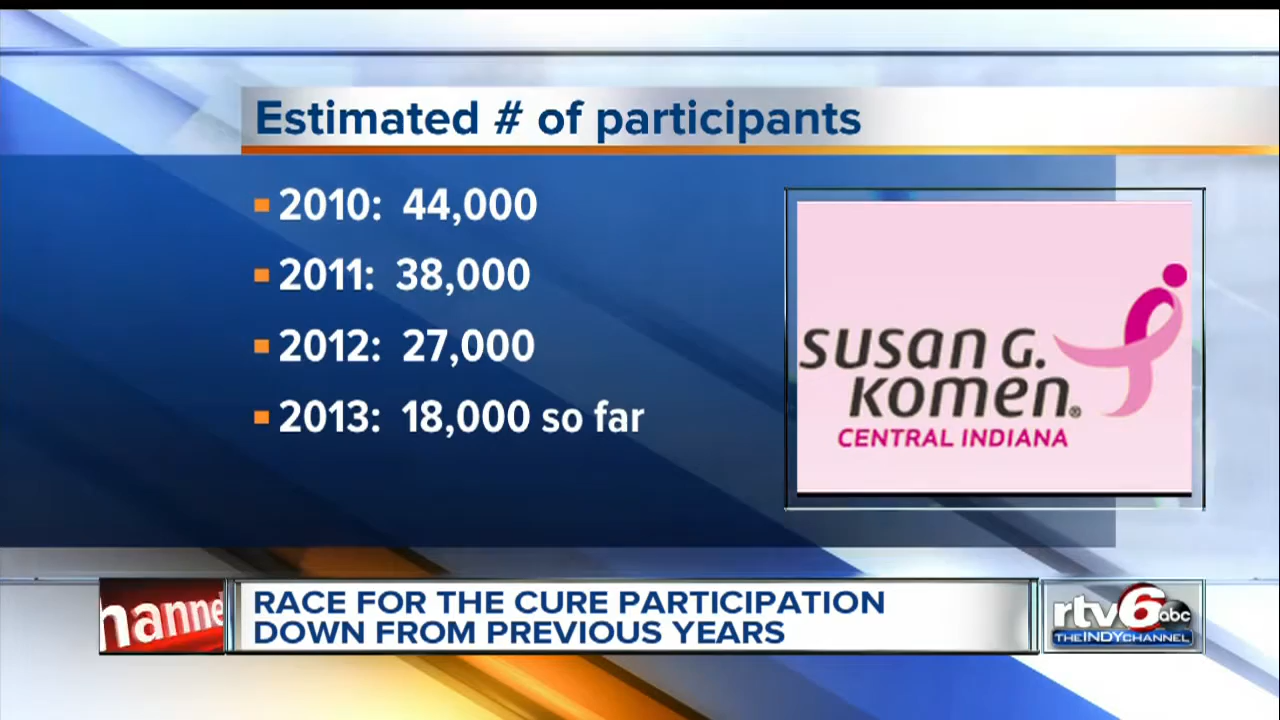 Estimated # of participants
2010: 44,000
2011: 38,000
2012: 27,000
2013: 18,000 so far
SUSAN G.
KOMEN®
CENTRAL INDIANA
RACE FOR THE CURE PARTICIPATION
DOWN FROM PREVIOUS YEARS
hannel
rtv6 abc
THE INDY CHANNEL